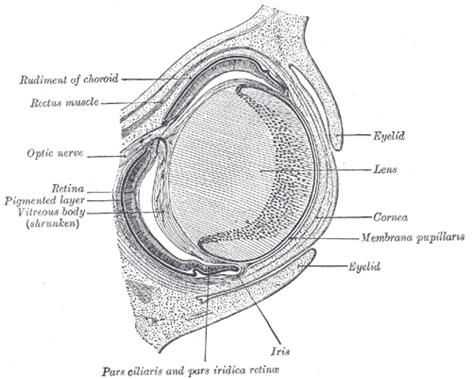 Rudiment of choroid
Rectus muscle
Optic nerve
Retina
Pigmented layer
Vitreous body
(shrunken)
Eyelid
Lens
Cornea
Membrana pupillaris
Eyelid
Iris
Pars ciliaris and pars iridica retinæ